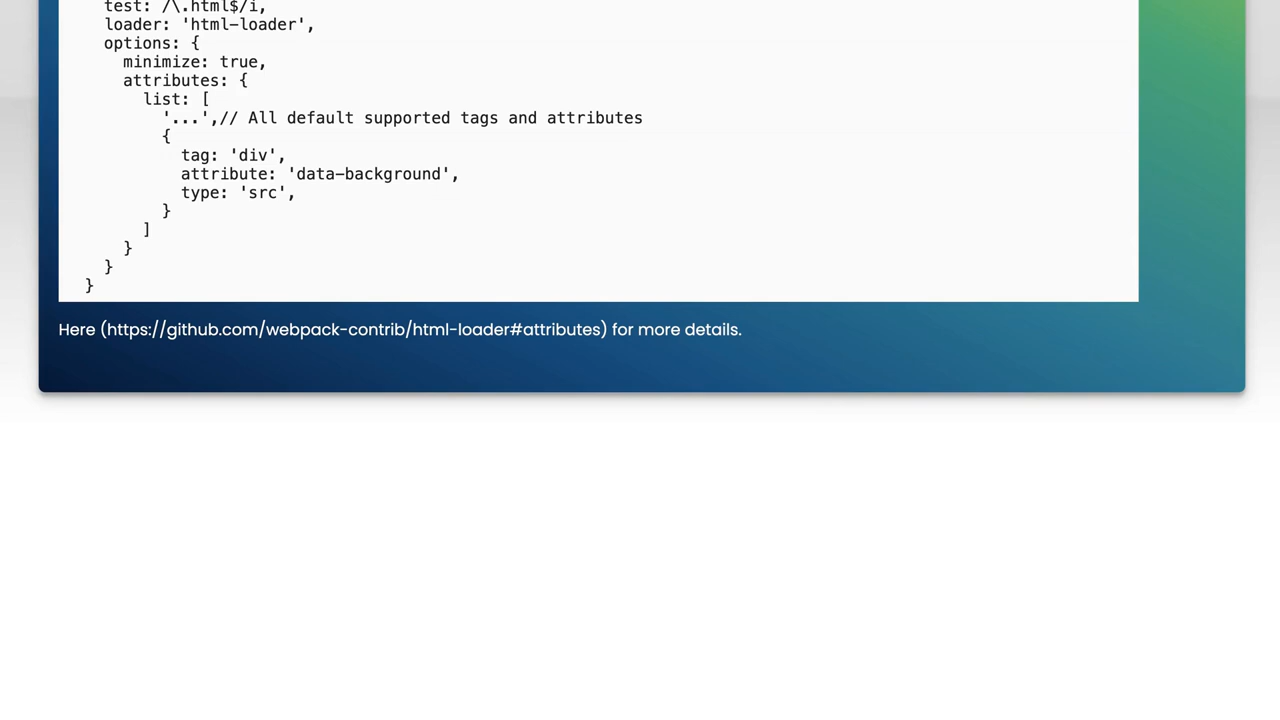 test: /\.html$/i,
loader: 'html-loader',
options: {
minimize: true,
attributes: {
list: [
'...',// All default supported tags and attributes
{
tag: 'div',
attribute: 'data-background',
type: 'src',
}
]
}
}
}
Here (https://github.com/webpack-contrib/html-loader#attributes) for more details.